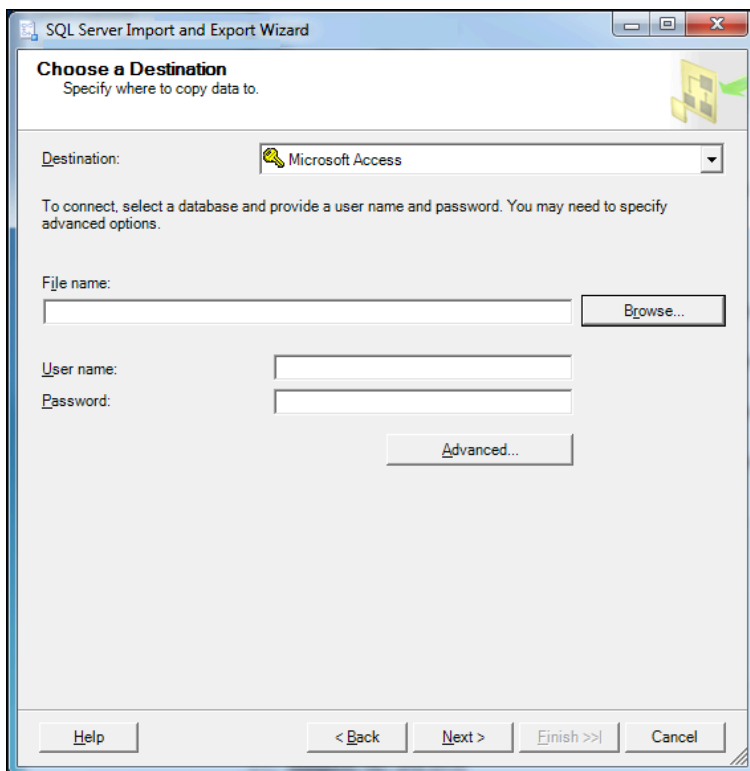 SQL Server Import and Export Wizard
Choose a Destination
Specify where to copy data to.
Destination:
Microsoft Access
To connect, select a database and provide a user name and password. You may need to specify
advanced options.
File name:
Browse...
User name:
Password:
Advanced...
Help
< Back
Next >
Finish >>|
Cancel